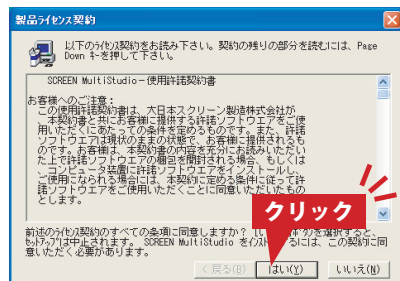 製品ライセンス契約
以下のライセンス契約をお読み下さい。契約の残りの部分を読むには、Page
Down キーを押して下さい。
SCREEN MultiStudio－使用許諾契約書
お客様へのご注意：
この使用許諾契約書は、大日本スクリーン製造株式会社が
、本契約書と共にお客様に提供する許諾ソフトウエアをご使
用いただくにあたっての条件を定めるものです。また、許諾
ソフトウエアは現状のままの状態で、お客様に許諾されるも
のです。お客様は、本契約書の内容を充分にお読みいただい
た上で許諾ソフトウエアの梱包を開封される場合、もしくは
、コンピュータ装置に許諾ソフトウエアをインストールし、
ご使用になられる場合には、本契約に定める条件に従って許
諾ソフトウエアをご使用いただくことに同意いただいたもの
とします。
クリック
前述のライセンス契約のすべての条項に同意しますか？ を選択すると、
セットアップは中止されます。 SCREEN MultiStudio をインストールするには、この契約に同
意いただく必要があります。
< 戻る(B)
はい(Y)
いいえ(N)